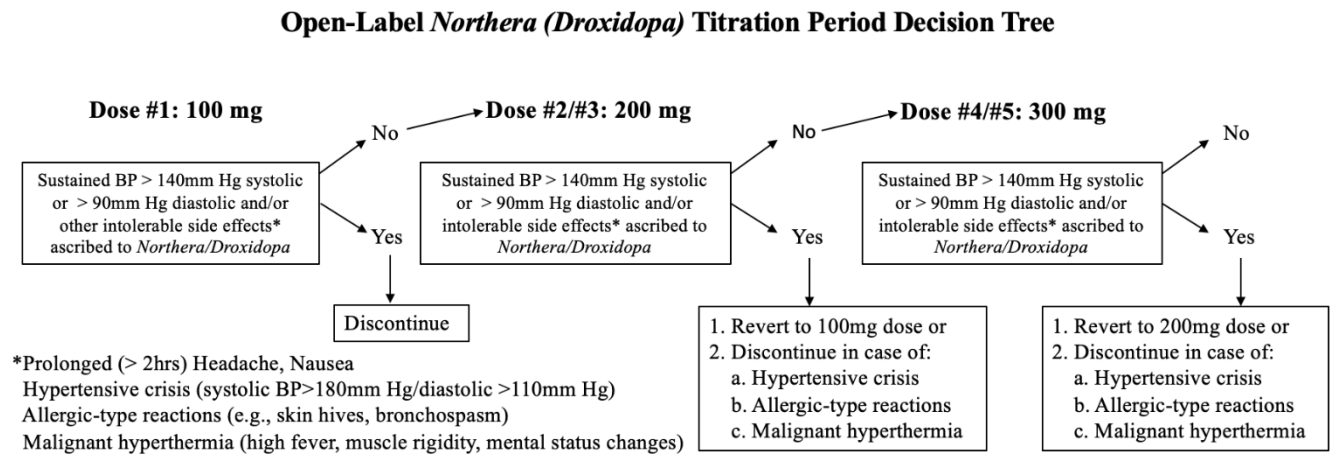 Open-Label Northera (Droxidopa) Titration Period Decision Tree
Dose #1: 100 mg
No
Sustained BP > 140mm Hg systolic
or > 90mm Hg diastolic and/or
other intolerable side effects*
ascribed to Northera/Droxidopa
Yes
Discontinue
Dose #2/#3: 200 mg
No
Sustained BP > 140mm Hg systolic
or > 90mm Hg diastolic and/or
intolerable side effects* ascribed to
Northera/Droxidopa
Yes
1. Revert to 100mg dose or
2. Discontinue in case of:
a. Hypertensive crisis
b. Allergic-type reactions
c. Malignant hyperthermia
Dose #4/#5: 300 mg
No
Sustained BP > 140mm Hg systolic
or > 90mm Hg diastolic and/or
intolerable side effects* ascribed to
Northera/Droxidopa
Yes
1. Revert to 200mg dose or
2. Discontinue in case of:
a. Hypertensive crisis
b. Allergic-type reactions
c. Malignant hyperthermia
*Prolonged (> 2hrs) Headache, Nausea
Hypertensive crisis (systolic BP>180mm Hg/diastolic >110mm Hg)
Allergic-type reactions (e.g., skin hives, bronchospasm)
Malignant hyperthermia (high fever, muscle rigidity, mental status changes)